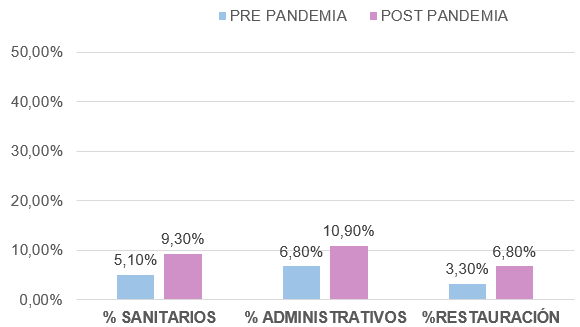 PRE PANDEMIA POST PANDEMIA
50,00%
40,00%
30,00%
20,00%
10,00%
0,00%
5,10% 9,30% 6,80% 10,90% 3,30% 6,80%
% SANITARIOS % ADMINISTRATIVOS %RESTAURACIÓN